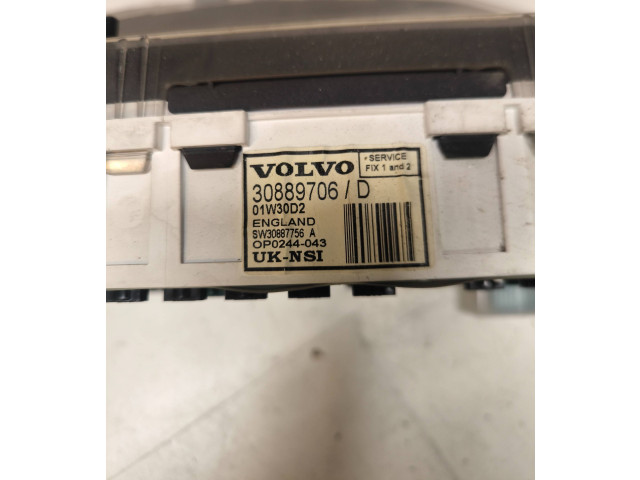 VOLVO
• SERVICE
FIX 1 and 2
30889706 / D
01W30D2
ENGLAND
SW30887756 A
OP0244-043
UK-NSI